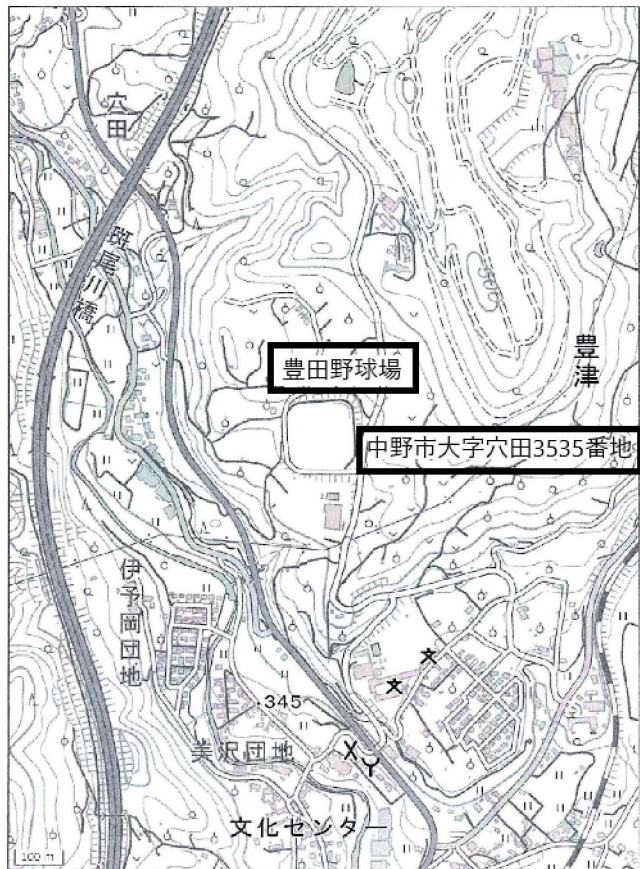 穴田
斑尾川橋
豊田野球場
豊津
中野市大字穴田3535番地
伊予岡団地
345
美沢団地
文化センター
100 m